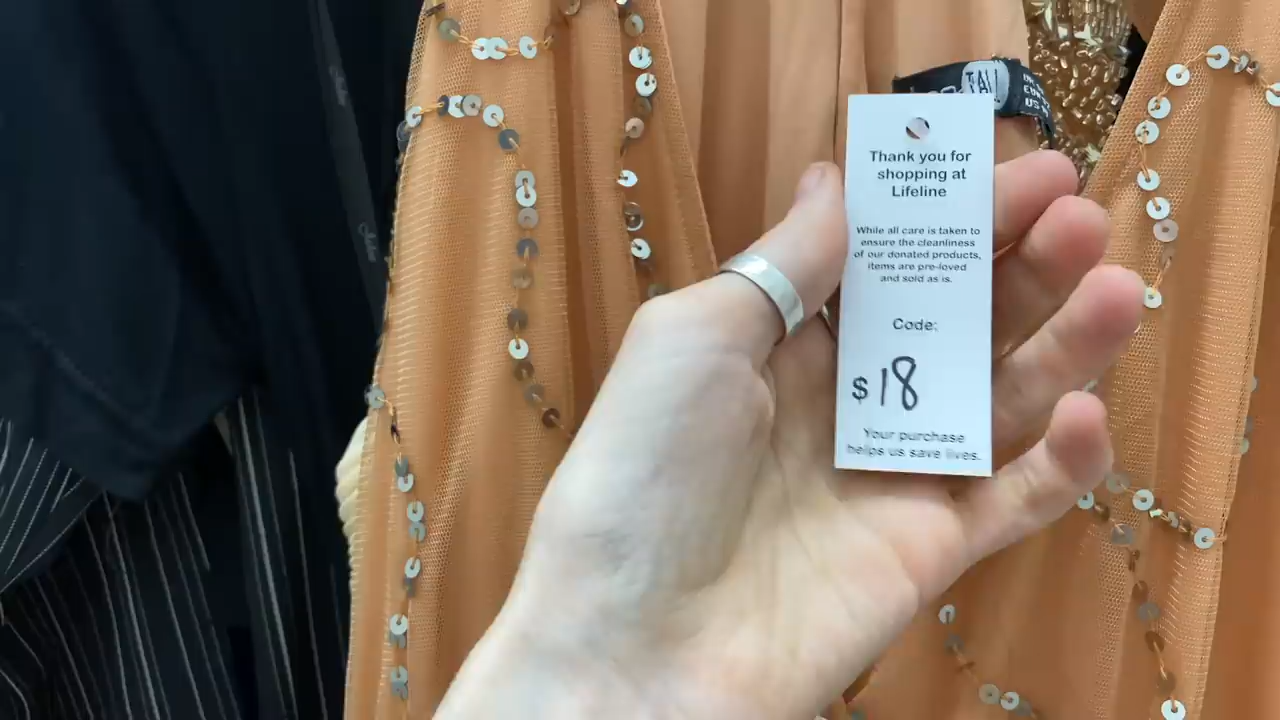 TALL
Thank you for
shopping at
Lifeline
While all care is taken to
ensure the cleanliness
of our donated products,
items are pre-loved
and sold as is.
Code:
$18
Your purchase
helps us save lives.